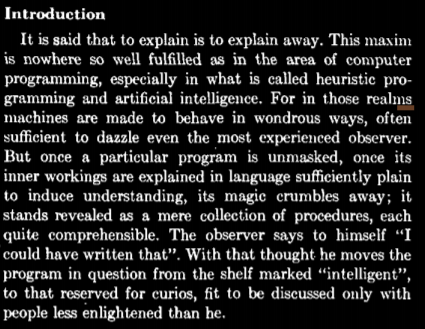 Introduction
It is said that to explain is to explain away. This maxim
is nowhere so well fulfilled as in the area of computer
programming, especially in what is called heuristic pro-
gramming and artificial intelligence. For in those realms
machines are made to behave in wondrous ways, often
sufficient to dazzle even the most experienced observer.
But once a particular program is unmasked, once its
inner workings are explained in language sufficiently plain
to induce understanding, its magic crumbles away; it
stands revealed as a mere collection of procedures, each
quite comprehensible. The observer says to himself “I
could have written that”. With that thought he moves the
program in question from the shelf marked “intelligent”,
to that reserved for curios, fit to be discussed only with
people less enlightened than he.